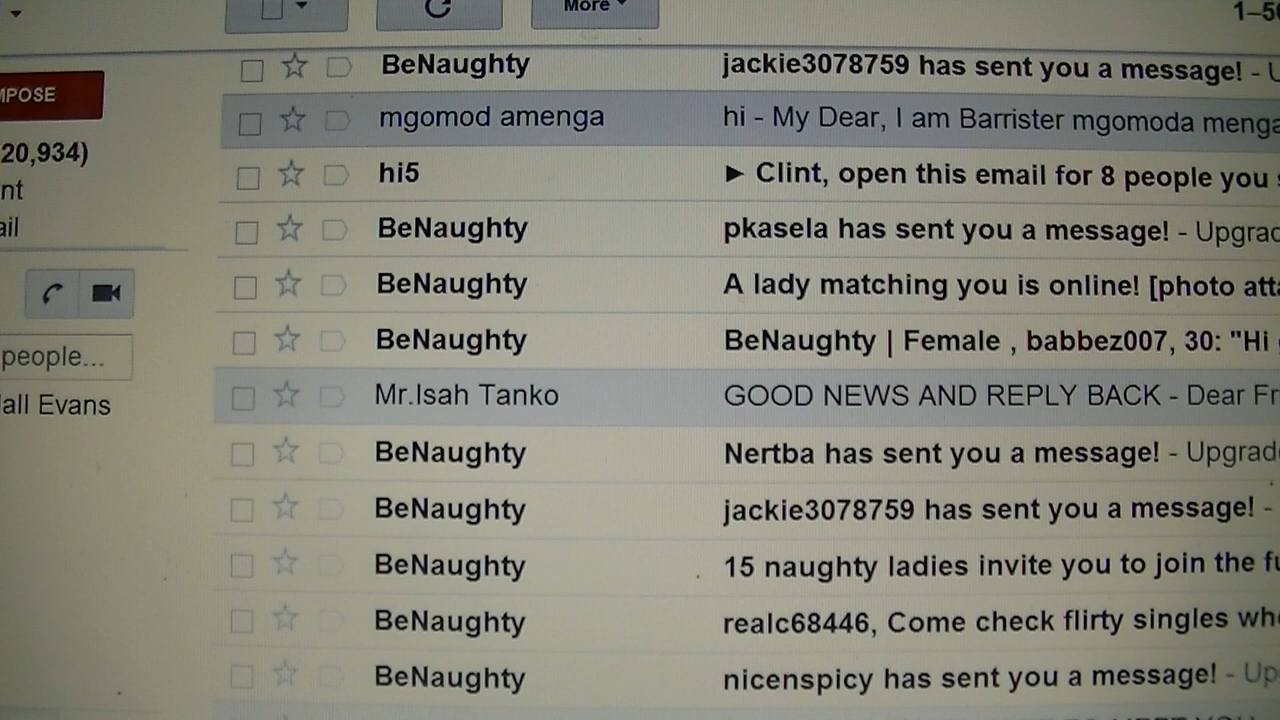 More
1–50
BeNaughty jackie3078759 has sent you a message! - U
MPOSE
mgomod amenga hi - My Dear, I am Barrister mgomoda menga
20,934)
hi5 ► Clint, open this email for 8 people you s
nt
ail
BeNaughty pkasela has sent you a message! - Upgrad
BeNaughty A lady matching you is online! [photo atta
BeNaughty BeNaughty | Female , babbez007, 30: "Hi
people...
Mr.Isah Tanko GOOD NEWS AND REPLY BACK - Dear Fr
all Evans
BeNaughty Nertba has sent you a message! - Upgrad
BeNaughty jackie3078759 has sent you a message! -
BeNaughty 15 naughty ladies invite you to join the fu
BeNaughty realc68446, Come check flirty singles who
BeNaughty nicenspicy has sent you a message! - Up